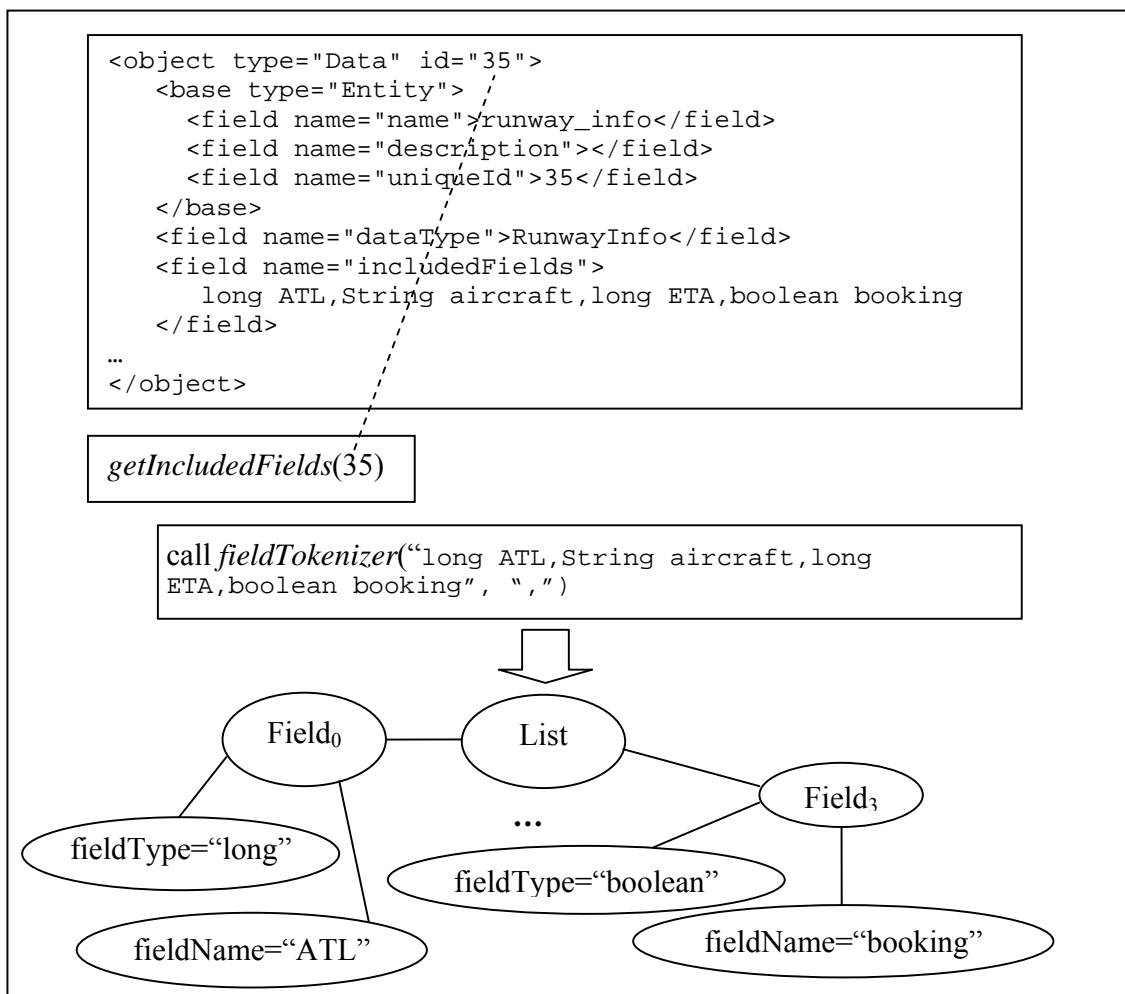 <object type="Data" id="35">
<base type="Entity">
<field name="name">runway_info</field>
<field name="description"></field>
<field name="uniqueId">35</field>
</base>
<field name="dataType">RunwayInfo</field>
<field name="includedFields">
long ATL,String aircraft,long ETA,boolean booking
</field>
…
</object>
getIncludedFields(35)
call fieldTokenizer(“long ATL,String aircraft,long
ETA,boolean booking”, “,”)
Field₀
List
Field₃
...
fieldType=“long”
fieldType=“boolean”
fieldName=“ATL”
fieldName=“booking”